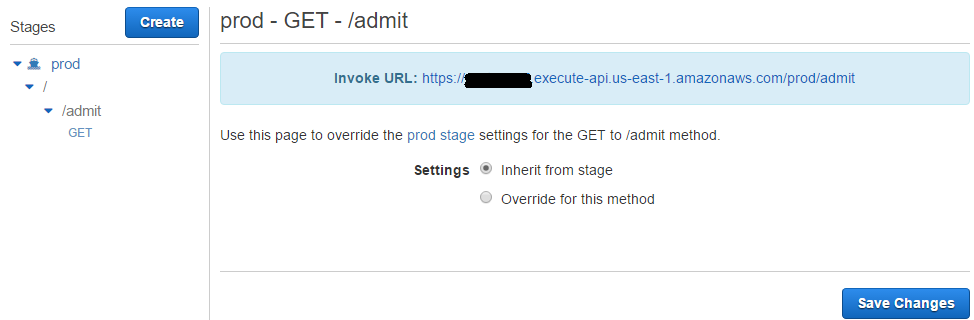 Stages
Create
prod
/
/admit
GET
prod - GET - /admit
Invoke URL: https:// .execute-api.us-east-1.amazonaws.com/prod/admit
Use this page to override the prod stage settings for the GET to /admit method.
Settings
Inherit from stage
Override for this method
Save Changes